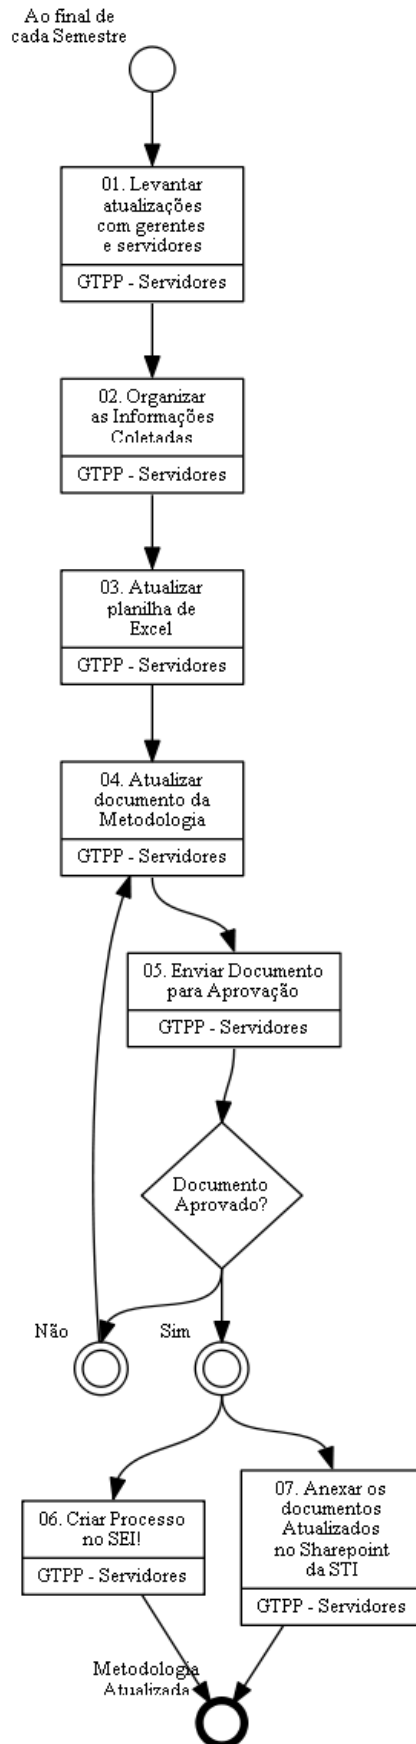 Ao final de
cada Semestre
01. Levantar
atualizações
com gerentes
e servidores
GTPP - Servidores
02. Organizar
as Informações
Coletadas
GTPP - Servidores
03. Atualizar
planilha de
Excel
GTPP - Servidores
04. Atualizar
documento da
Metodologia
GTPP - Servidores
05. Enviar Documento
para Aprovação
GTPP - Servidores
Documento
Aprovado?
Não
Sim
06. Criar Processo
no SEI!
GTPP - Servidores
07. Anexar os
documentos
Atualizados
no Sharepoint
da STI
GTPP - Servidores
Metodologia
Atualizada